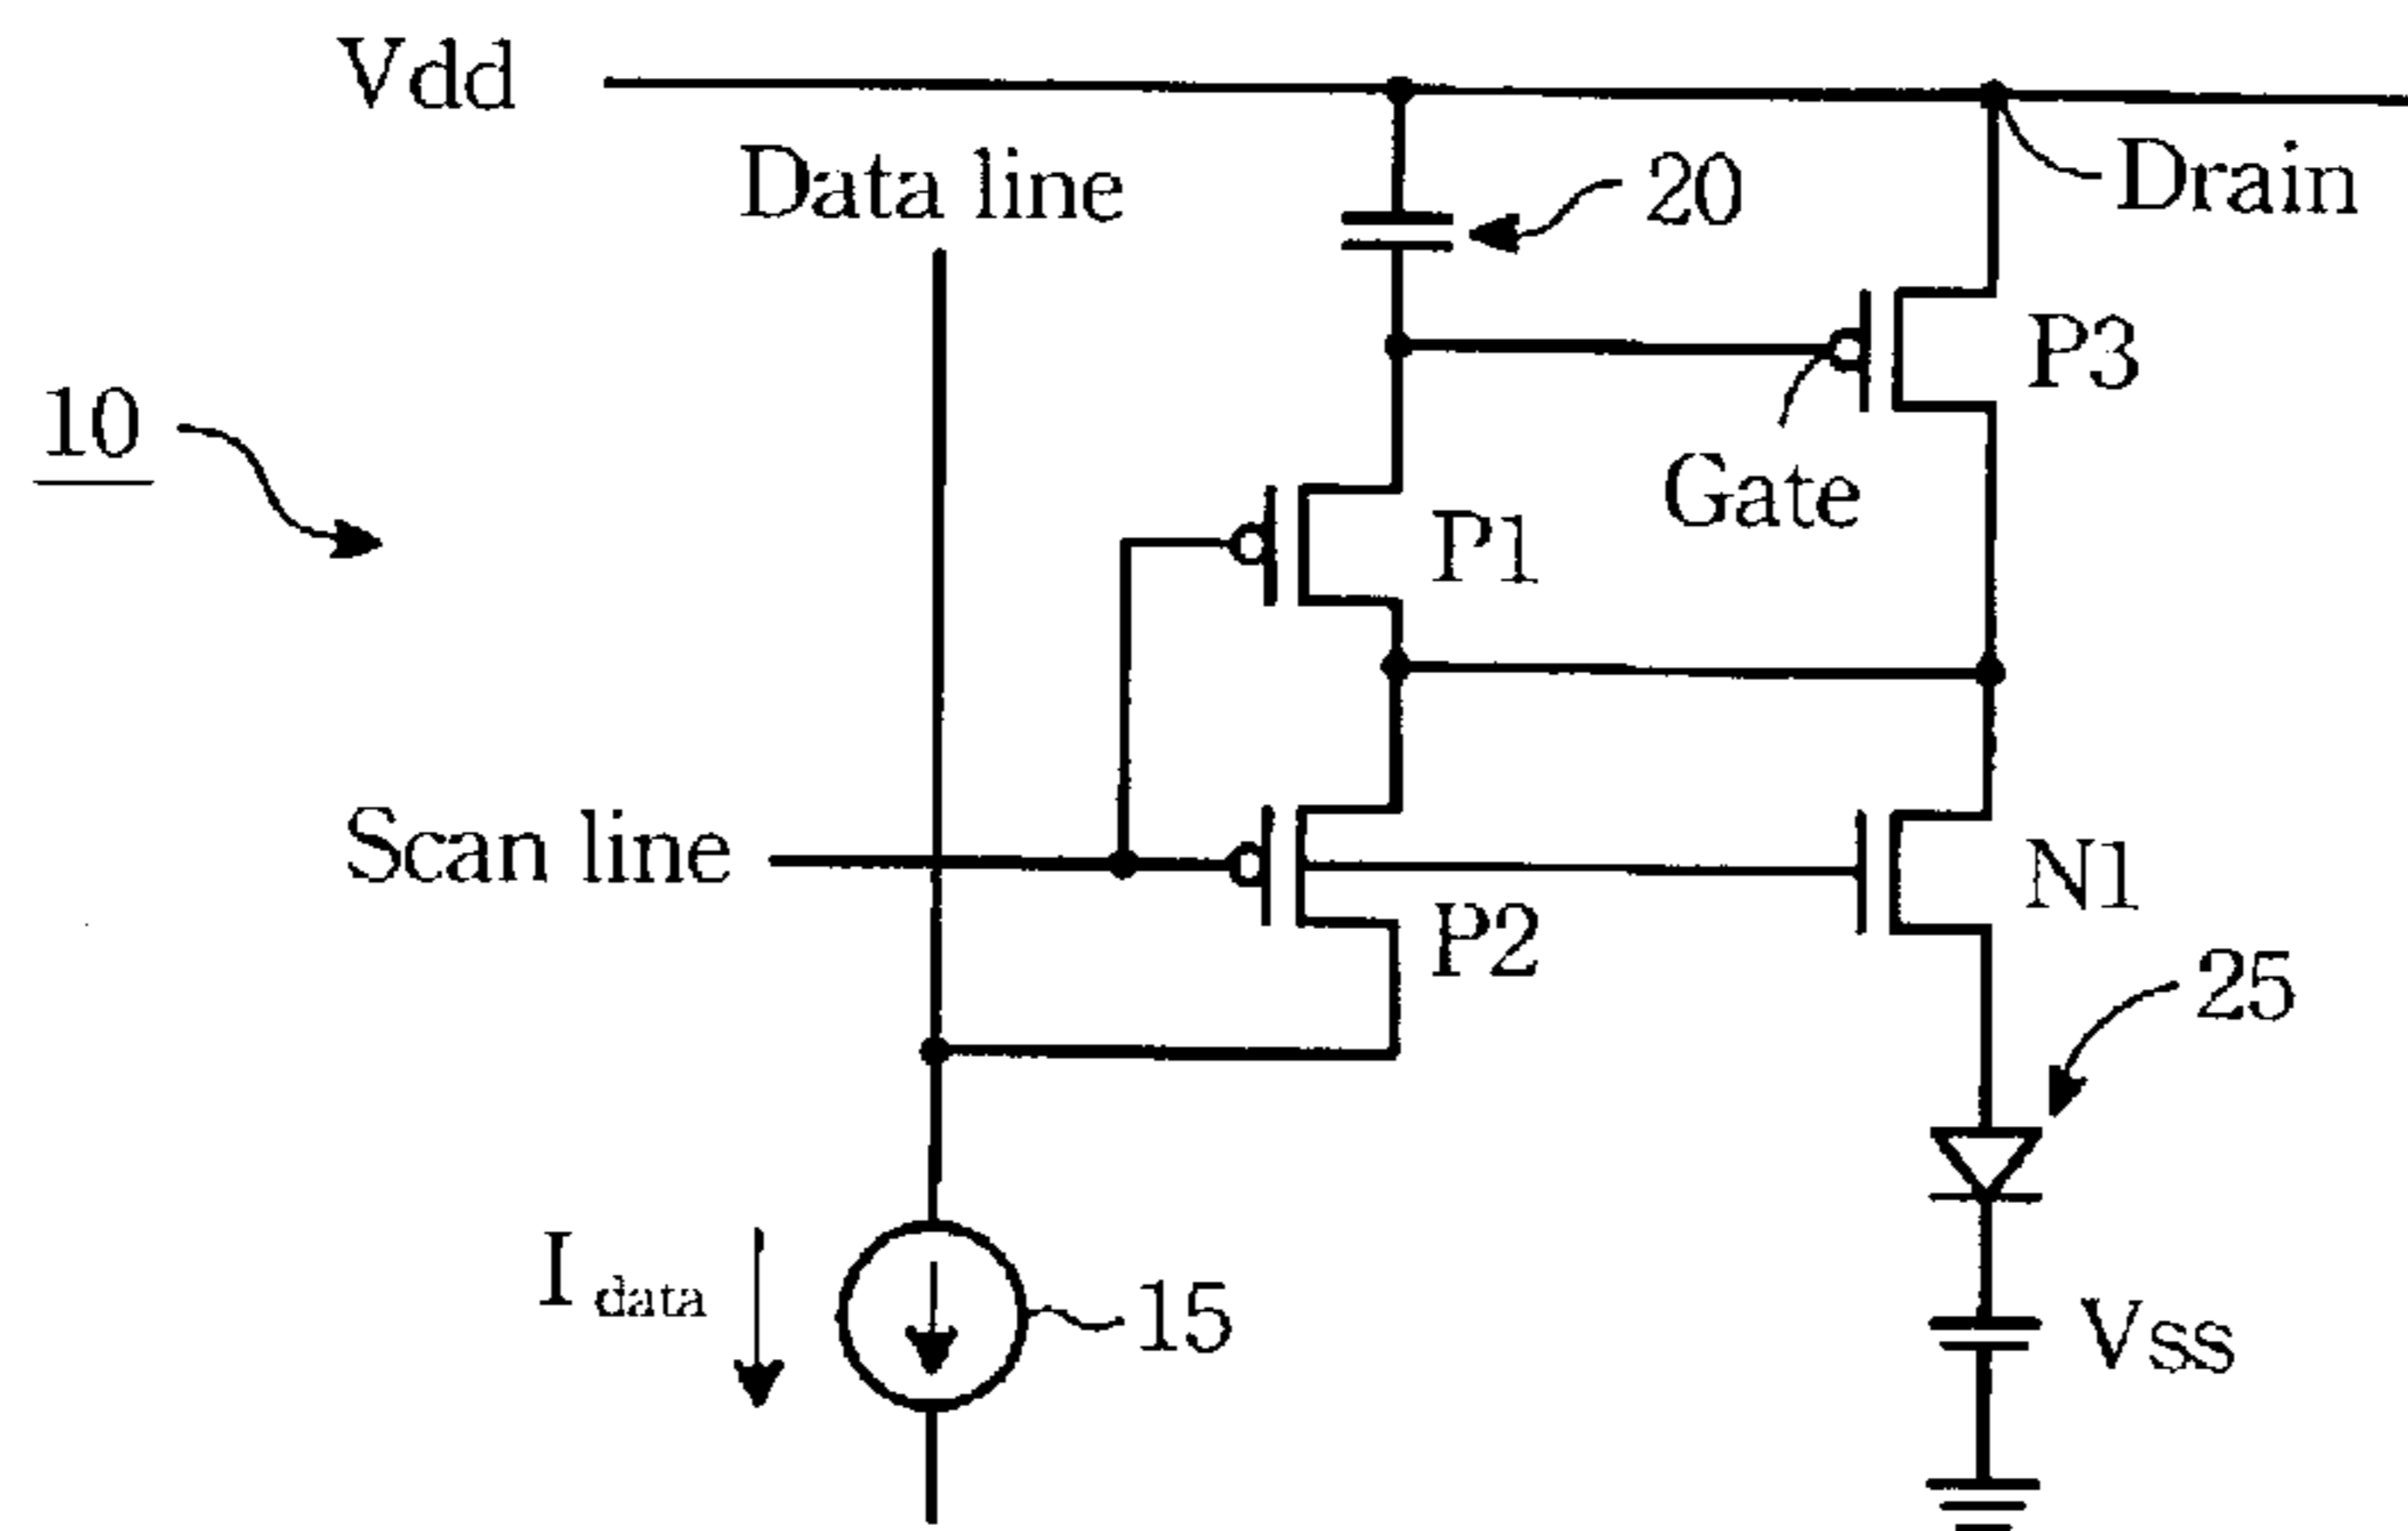 Vdd
Data line
20
Drain
P3
10
Gate
P1
Scan line
N1
P2
25
I data
15
Vss